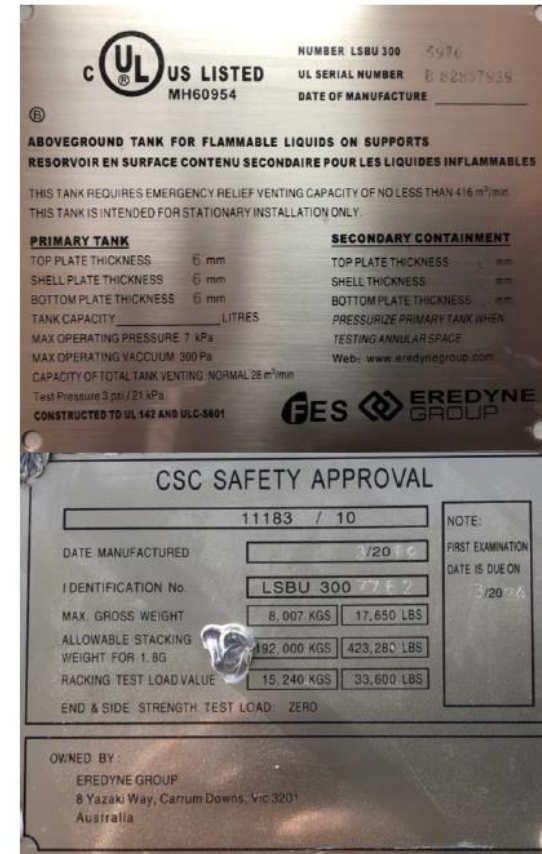 C UL ® US LISTED
MH60954
NUMBER LSBU 300
UL SERIAL NUMBER B 82837939
DATE OF MANUFACTURE
ABOVEGROUND TANK FOR FLAMMABLE LIQUIDS ON SUPPORTS
RESORVOIR EN SURFACE CONTENU SECONDAIRE POUR LES LIQUIDES INFLAMMABLES
THIS TANK REQUIRES EMERGENCY RELIEF VENTING CAPACITY OF NO LESS THAN 416 m³/min
THIS TANK IS INTENDED FOR STATIONARY INSTALLATION ONLY.
PRIMARY TANK
TOP PLATE THICKNESS 6 mm
SHELL PLATE THICKNESS 6 mm
BOTTOM PLATE THICKNESS 6 mm
TANK CAPACITY LITRES
MAX OPERATING PRESSURE 7 kPa
MAX OPERATING VACCUUM 300 Pa
CAPACITY OF TOTAL TANK VENTING: NORMAL 28 m³/min
Test Pressure 3 psi / 21 kPa
CONSTRUCTED TO UL 142 AND ULC-S601
SECONDARY CONTAINMENT
TOP PLATE THICKNESS mm
SHELL THICKNESS mm
BOTTOM PLATE THICKNESS mm
PRESSURIZE PRIMARY TANK WHEN
TESTING ANNULAR SPACE
Web: www.eredynegroup.com
FES EREDYNE
GROUP
CSC SAFETY APPROVAL
11183 / 10
DATE MANUFACTURED
IDENTIFICATION No. LSBU 300
MAX. GROSS WEIGHT 8,007 KGS 17,650 LBS
ALLOWABLE STACKING
WEIGHT FOR 1.8G 192,000 KGS 423,280 LBS
RACKING TEST LOAD VALUE 15,240 KGS 33,600 LBS
END & SIDE STRENGTH TEST LOAD: ZERO
NOTE:
FIRST EXAMINATION
DATE IS DUE ON
OWNED BY:
EREDYNE GROUP
8 Yazaki Way, Carrum Downs, Vic 3201
Australia